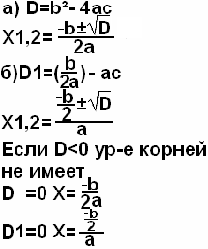 а) D=b²- 4ac
X1,2= -b±√D / 2a
б)D1=(b/2a)- ac
X1,2= -b/2±√D / a
Если D<0 ур-е корней
не имеет
D =0 X= -b/2a
D1=0 X= -b/2 / a